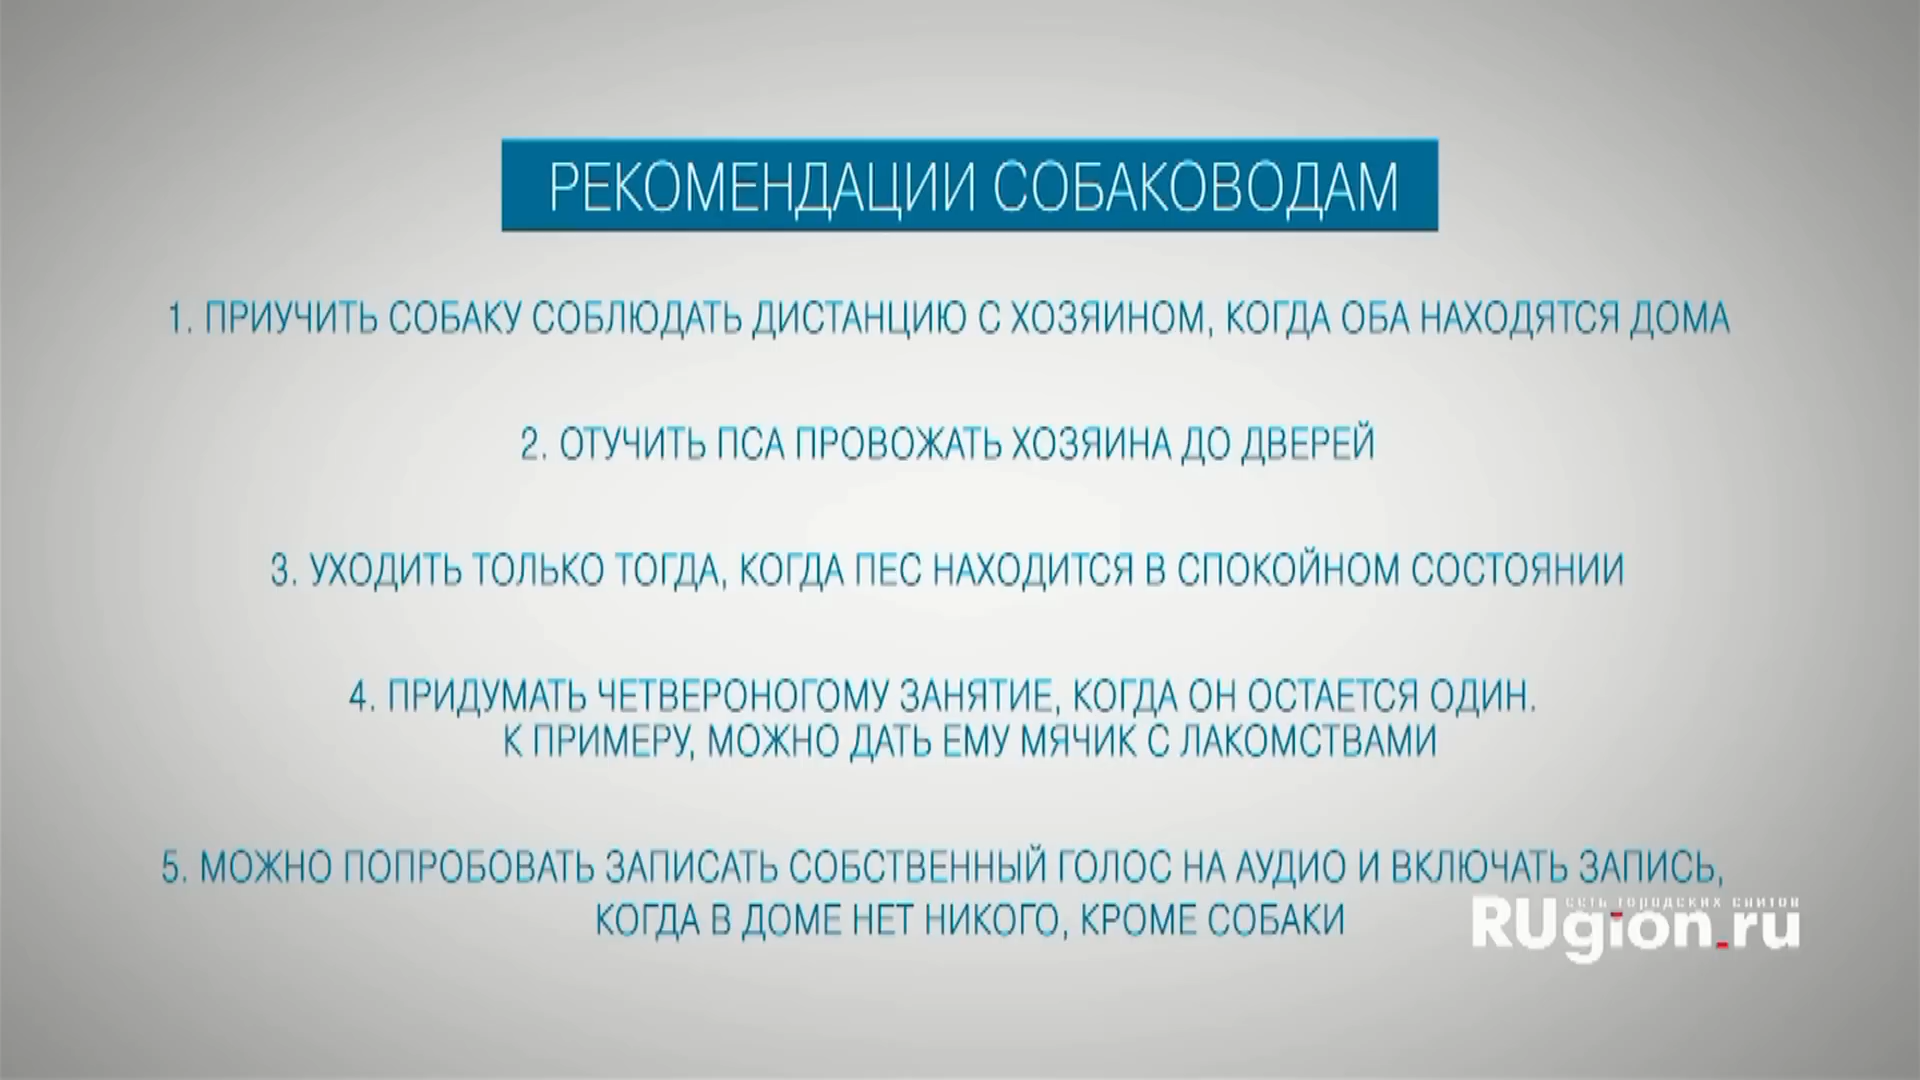 РЕКОМЕНДАЦИИ СОБАКОВОДАМ
1. ПРИУЧИТЬ СОБАКУ СОБЛЮДАТЬ ДИСТАНЦИЮ С ХОЗЯИНОМ, КОГДА ОБА НАХОДЯТСЯ ДОМА
2. ОТУЧИТЬ ПСА ПРОВОЖАТЬ ХОЗЯИНА ДО ДВЕРЕЙ
3. УХОДИТЬ ТОЛЬКО ТОГДА, КОГДА ПЕС НАХОДИТСЯ В СПОКОЙНОМ СОСТОЯНИИ
4. ПРИДУМАТЬ ЧЕТВЕРОНОГОМУ ЗАНЯТИЕ, КОГДА ОН ОСТАЕТСЯ ОДИН.
К ПРИМЕРУ, МОЖНО ДАТЬ ЕМУ МЯЧИК С ЛАКОМСТВАМИ
5. МОЖНО ПОПРОБОВАТЬ ЗАПИСАТЬ СОБСТВЕННЫЙ ГОЛОС НА АУДИО И ВКЛЮЧАТЬ ЗАПИСЬ,
КОГДА В ДОМЕ НЕТ НИКОГО, КРОМЕ СОБАКИ
сеть городских сайтов
RUgion.ru